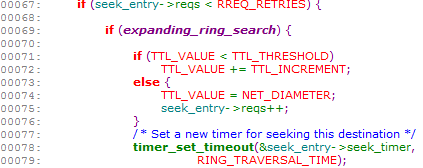 00067:     if (seek_entry->reqs < RREQ_RETRIES) {
00068:
00069:         if (expanding_ring_search) {
00070:
00071:             if (TTL_VALUE < TTL_THRESHOLD)
00072:                 TTL_VALUE += TTL_INCREMENT;
00073:             else {
00074:                 TTL_VALUE = NET_DIAMETER;
00075:                 seek_entry->reqs++;
00076:             }
00077:             /* Set a new timer for seeking this destination */
00078:             timer_set_timeout(&seek_entry->seek_timer,
00079:                               RING_TRAVERSAL_TIME);